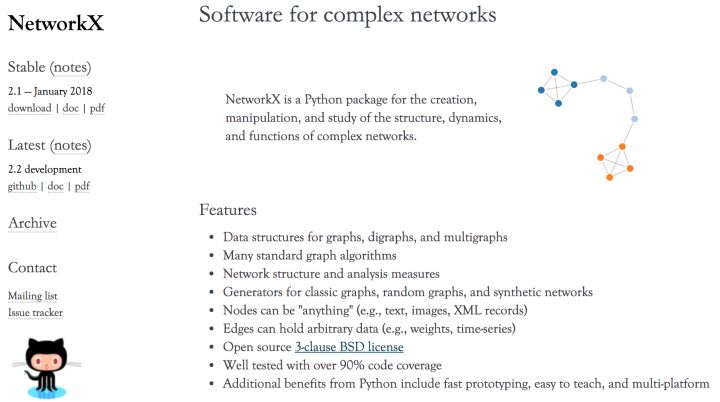 NetworkX
Stable (notes)
2.1 — January 2018
download | doc | pdf
Latest (notes)
2.2 development
github | doc | pdf
Archive
Contact
Mailing list
Issue tracker
Software for complex networks
NetworkX is a Python package for the creation,
manipulation, and study of the structure, dynamics,
and functions of complex networks.
Features
• Data structures for graphs, digraphs, and multigraphs
• Many standard graph algorithms
• Network structure and analysis measures
• Generators for classic graphs, random graphs, and synthetic networks
• Nodes can be "anything" (e.g., text, images, XML records)
• Edges can hold arbitrary data (e.g., weights, time-series)
• Open source 3-clause BSD license
• Well tested with over 90% code coverage
• Additional benefits from Python include fast prototyping, easy to teach, and multi-platform